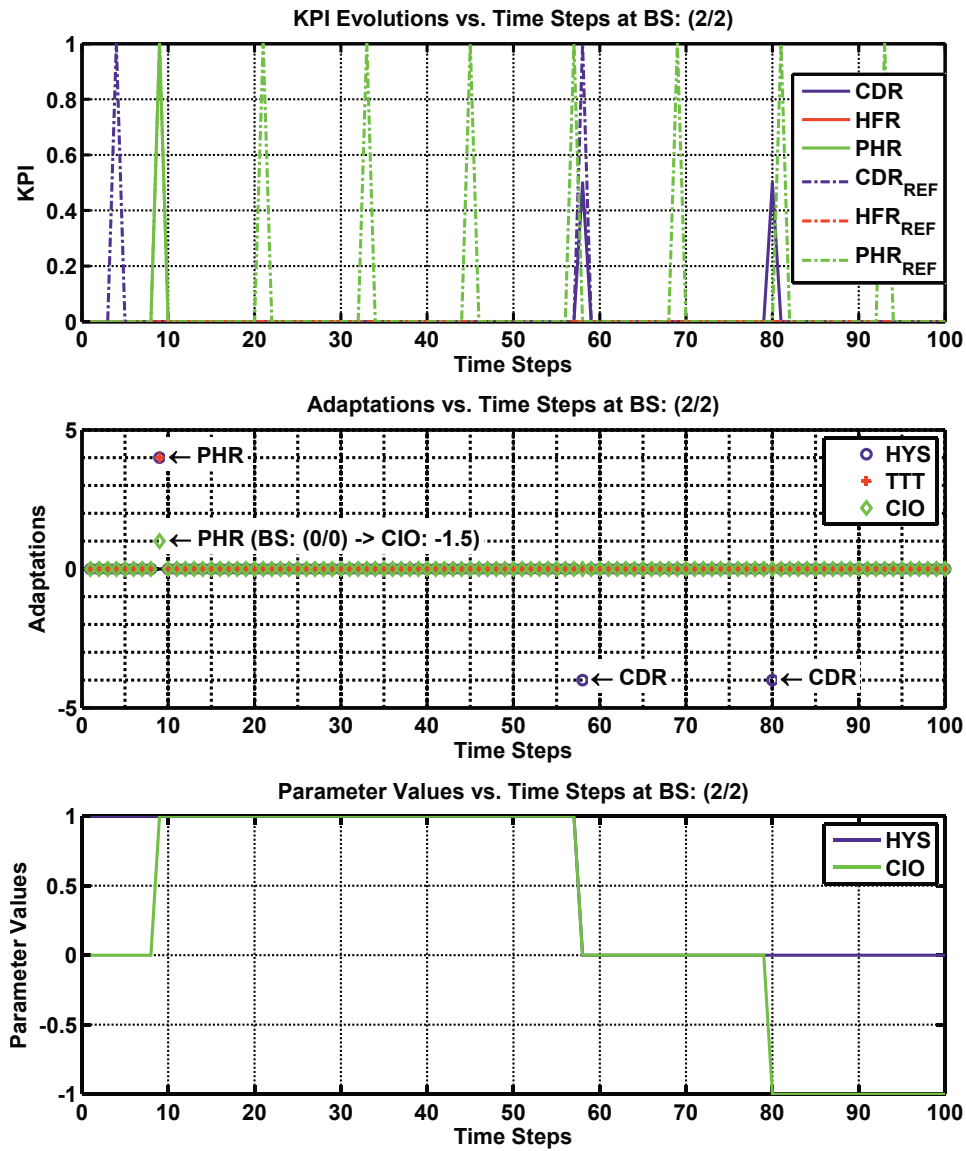 KPI Evolutions vs. Time Steps at BS: (2/2)
KPI
1
0.8
0.6
0.4
0.2
0
0 10 20 30 40 50 60 70 80 90 100
Time Steps
CDR
HFR
PHR
CDR_REF
HFR_REF
PHR_REF
Adaptations vs. Time Steps at BS: (2/2)
Adaptations
5
0
-5
← PHR
← PHR (BS: (0/0) -> CIO: -1.5)
← CDR
← CDR
HYS
TTT
CIO
0 10 20 30 40 50 60 70 80 90 100
Time Steps
Parameter Values vs. Time Steps at BS: (2/2)
Parameter Values
1
0.5
0
-0.5
-1
HYS
CIO
0 10 20 30 40 50 60 70 80 90 100
Time Steps